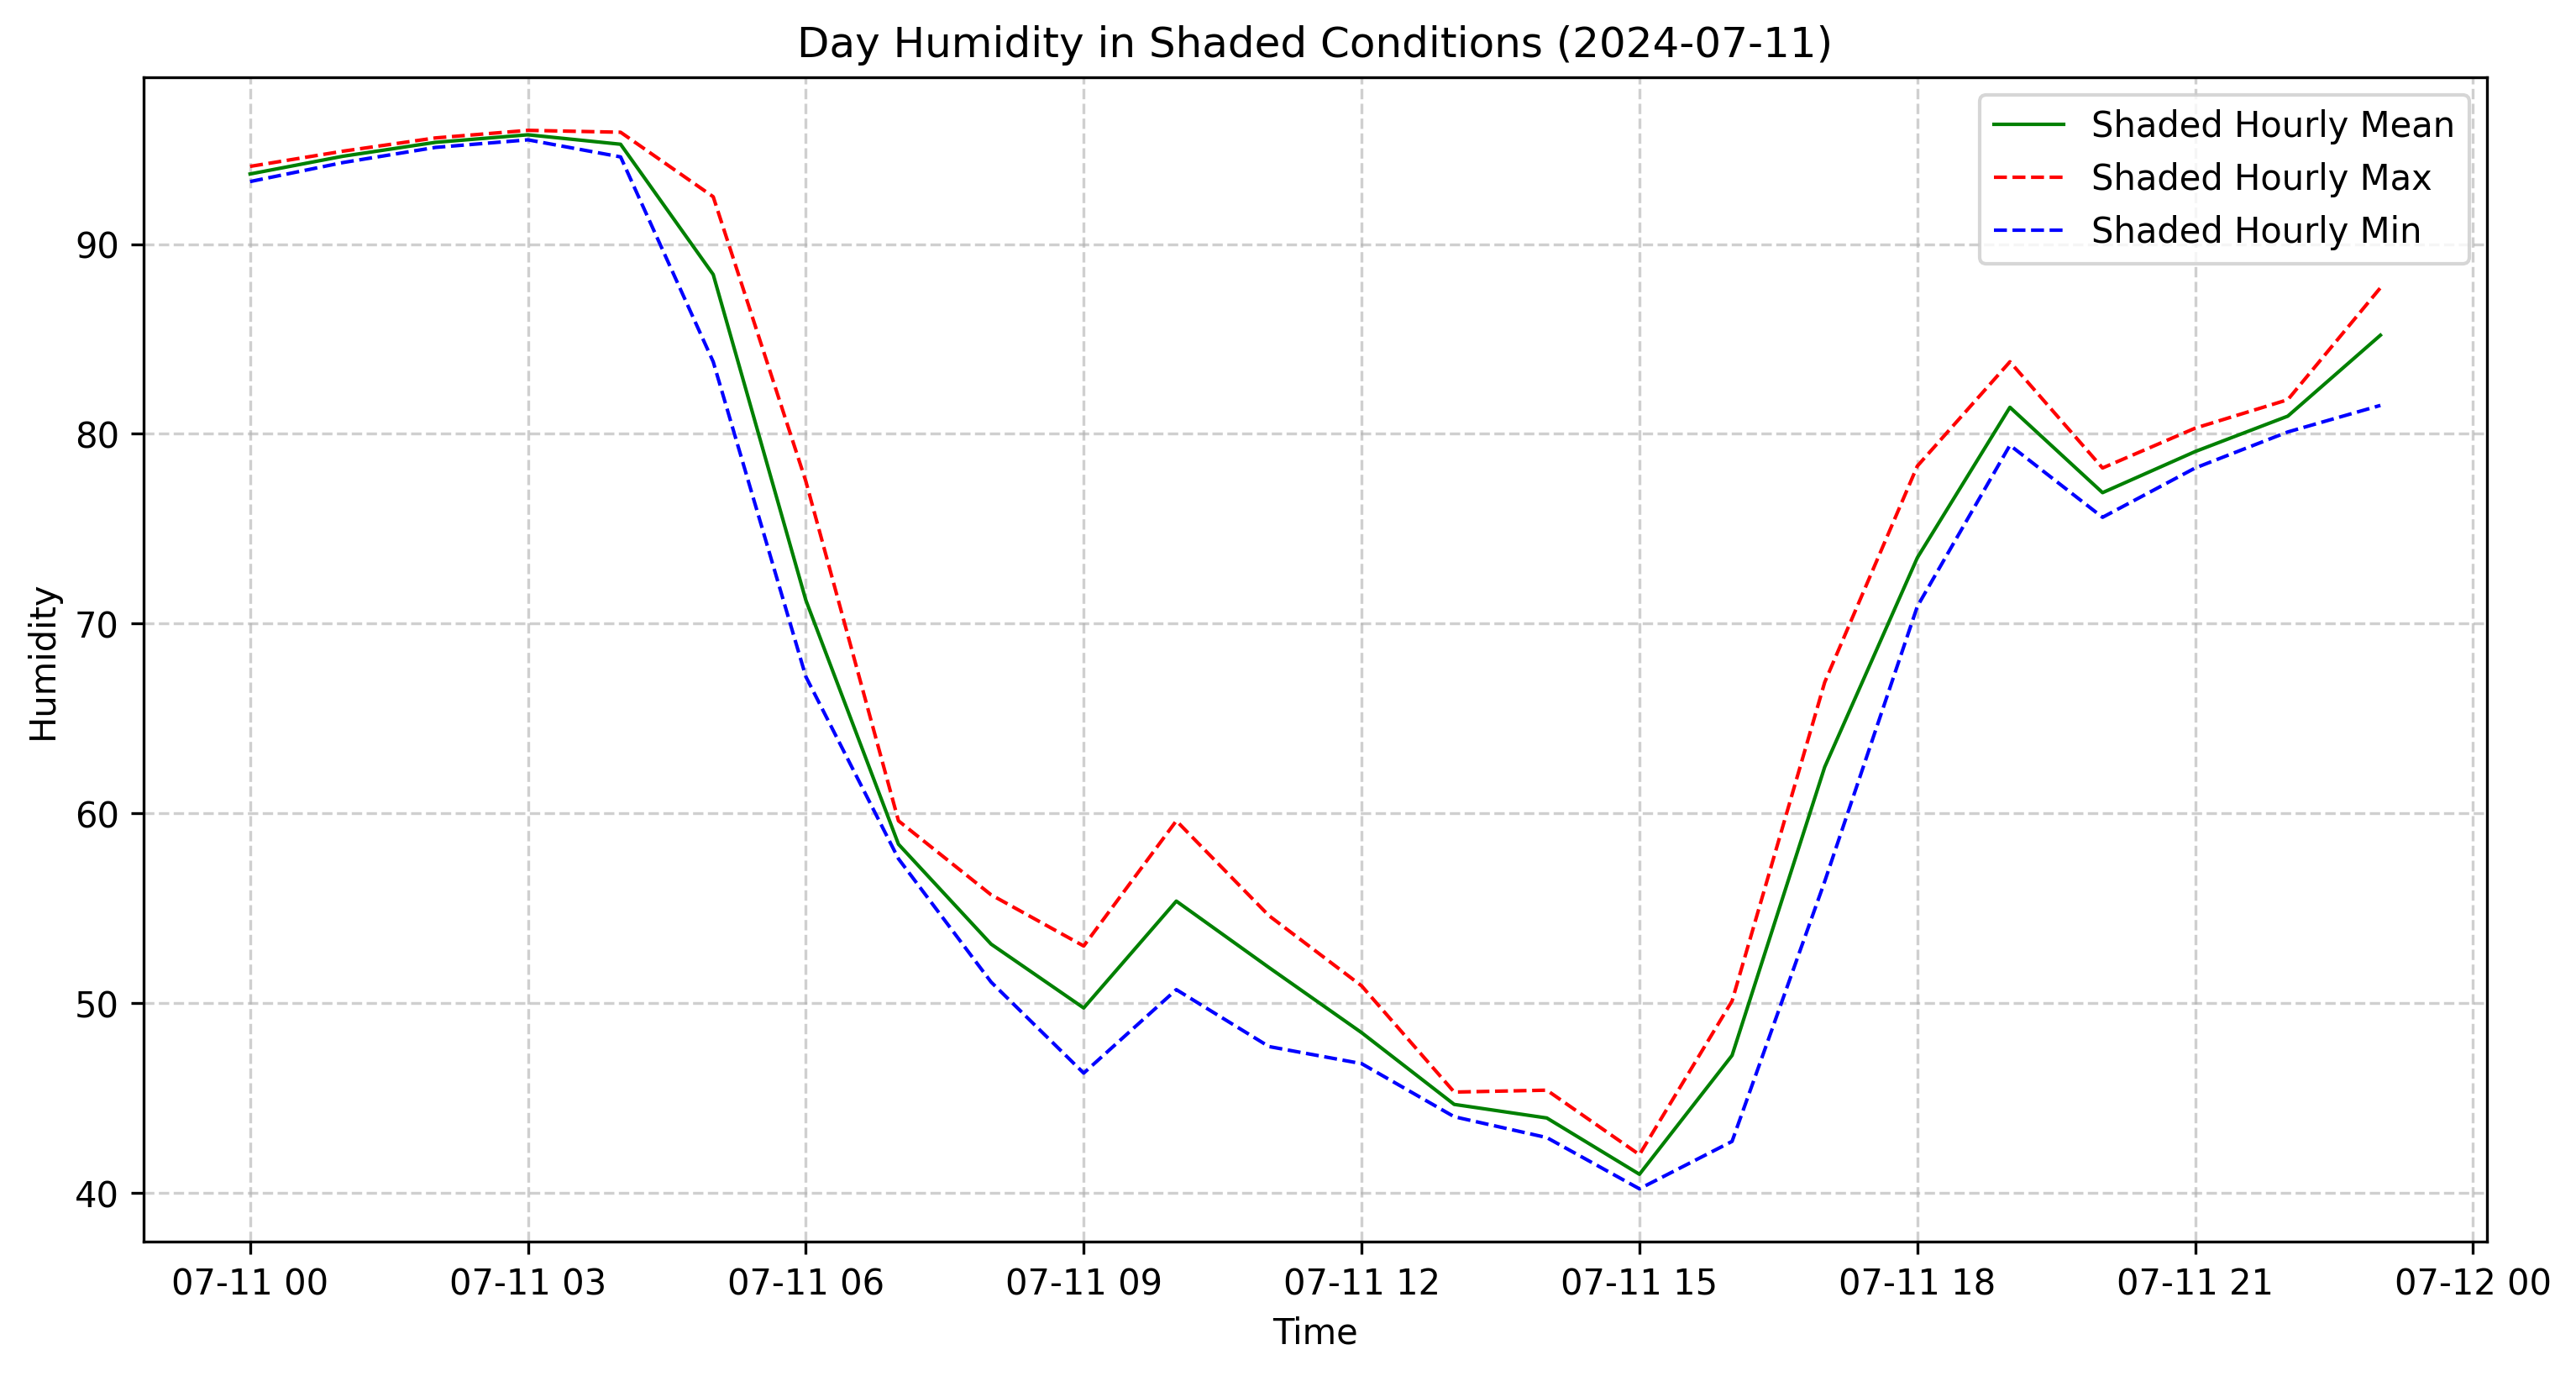 Day Humidity in Shaded Conditions (2024-07-11)
Shaded Hourly Mean
Shaded Hourly Max
Shaded Hourly Min
Humidity
90
80
70
60
50
40
07-11 00
07-11 03
07-11 06
07-11 09
07-11 12
07-11 15
07-11 18
07-11 21
07-12 00
Time